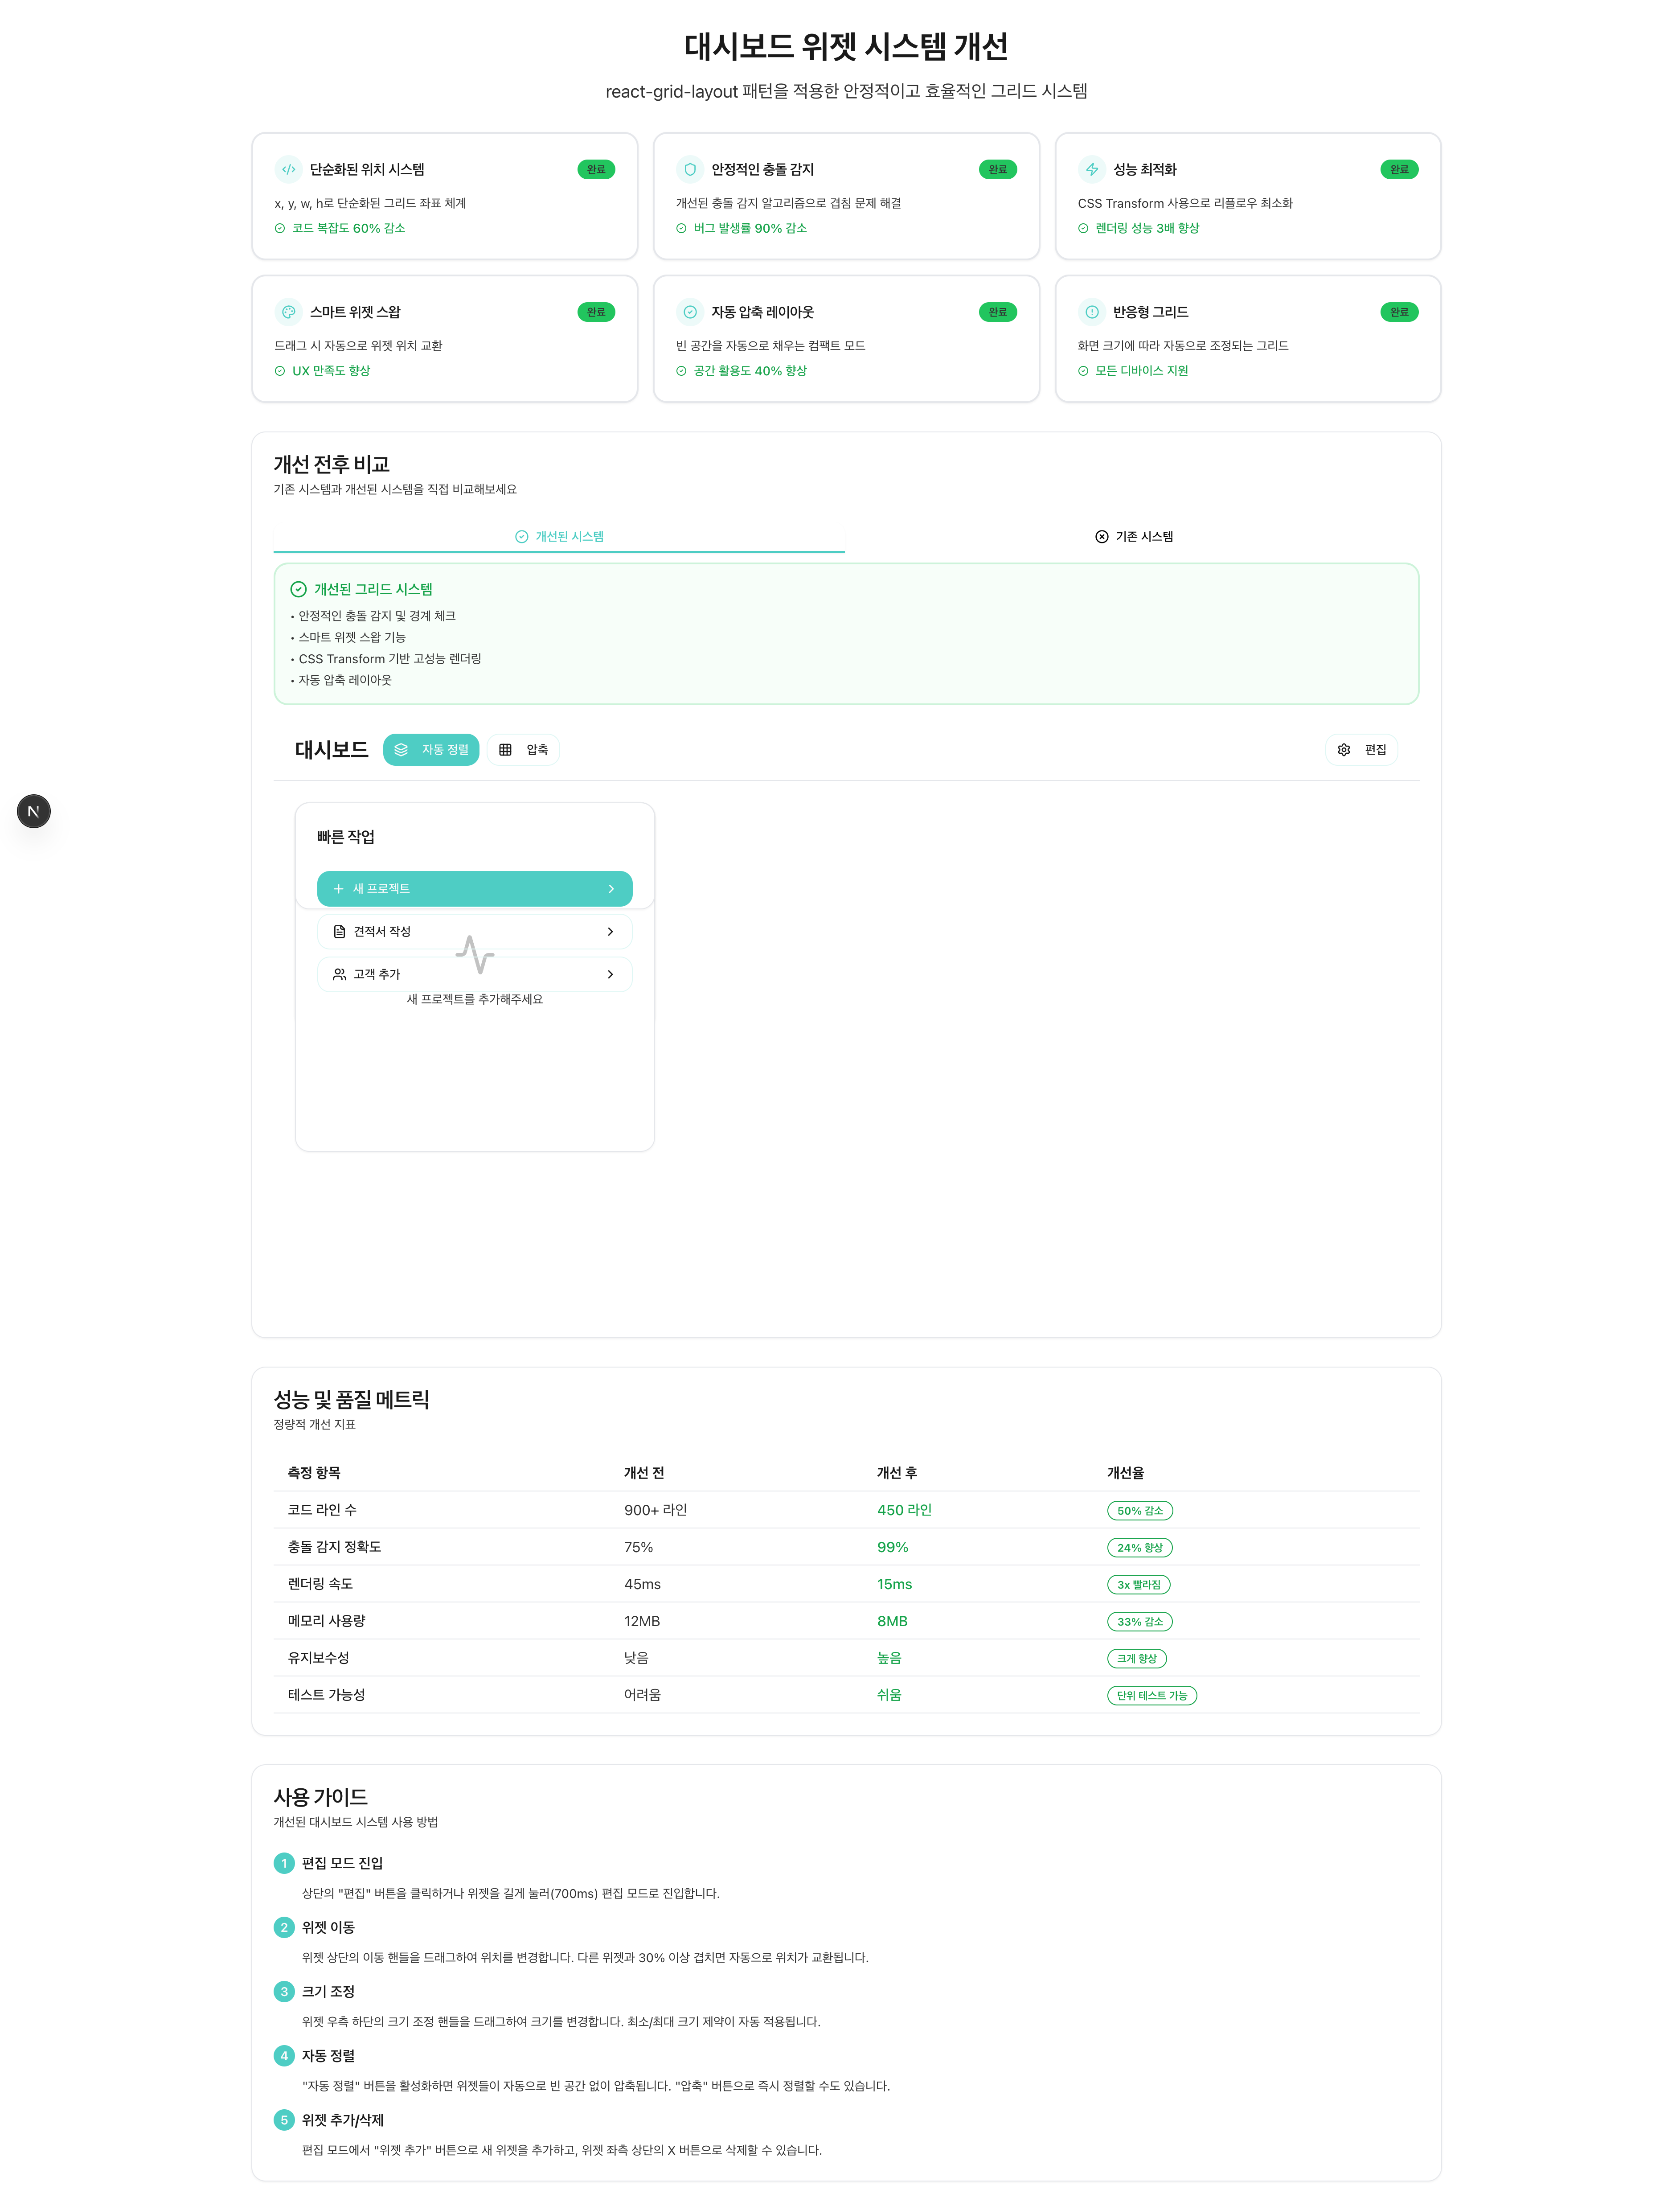 대시보드 위젯 시스템 개선
react-grid-layout 패턴을 적용한 안정적이고 효율적인 그리드 시스템
단순화된 위치 시스템
완료
x, y, w, h로 단순화된 그리드 좌표 체계
코드 복잡도 60% 감소
안정적인 충돌 감지
완료
개선된 충돌 감지 알고리즘으로 겹침 문제 해결
버그 발생률 90% 감소
성능 최적화
완료
CSS Transform 사용으로 리플로우 최소화
렌더링 성능 3배 향상
스마트 위젯 스왑
완료
드래그 시 자동으로 위젯 위치 교환
UX 만족도 향상
자동 압축 레이아웃
완료
빈 공간을 자동으로 채우는 컴팩트 모드
공간 활용도 40% 향상
반응형 그리드
완료
화면 크기에 따라 자동으로 조정되는 그리드
모든 디바이스 지원
개선 전후 비교
기존 시스템과 개선된 시스템을 직접 비교해보세요
개선된 시스템
기존 시스템
개선된 그리드 시스템
• 안정적인 충돌 감지 및 경계 체크
• 스마트 위젯 스왑 기능
• CSS Transform 기반 고성능 렌더링
• 자동 압축 레이아웃
대시보드
자동 정렬
압축
편집
N
빠른 작업
새 프로젝트
견적서 작성
고객 추가
새 프로젝트를 추가해주세요
성능 및 품질 메트릭
정량적 개선 지표
측정 항목 개선 전 개선 후 개선율
코드 라인 수 900+ 라인 450 라인 50% 감소
충돌 감지 정확도 75% 99% 24% 향상
렌더링 속도 45ms 15ms 3x 빨라짐
메모리 사용량 12MB 8MB 33% 감소
유지보수성 낮음 높음 크게 향상
테스트 가능성 어려움 쉬움 단위 테스트 가능
사용 가이드
개선된 대시보드 시스템 사용 방법
1 편집 모드 진입
상단의 "편집" 버튼을 클릭하거나 위젯을 길게 눌러(700ms) 편집 모드로 진입합니다.
2 위젯 이동
위젯 상단의 이동 핸들을 드래그하여 위치를 변경합니다. 다른 위젯과 30% 이상 겹치면 자동으로 위치가 교환됩니다.
3 크기 조정
위젯 우측 하단의 크기 조정 핸들을 드래그하여 크기를 변경합니다. 최소/최대 크기 제약이 자동 적용됩니다.
4 자동 정렬
"자동 정렬" 버튼을 활성화하면 위젯들이 자동으로 빈 공간 없이 압축됩니다. "압축" 버튼으로 즉시 정렬할 수도 있습니다.
5 위젯 추가/삭제
편집 모드에서 "위젯 추가" 버튼으로 새 위젯을 추가하고, 위젯 좌측 상단의 X 버튼으로 삭제할 수 있습니다.